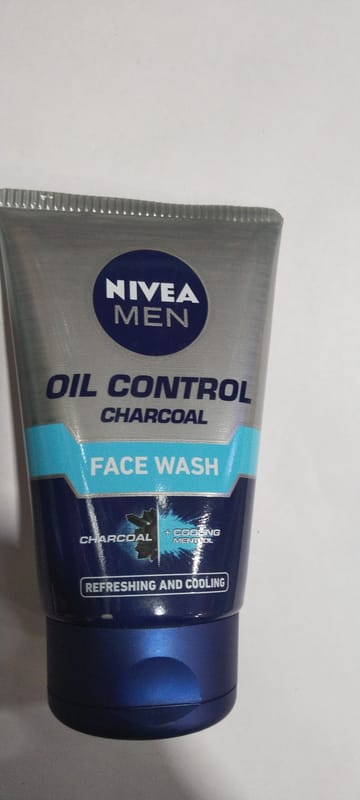 NIVEA
MEN
OIL CONTROL
CHARCOAL
FACE WASH
CHARCOAL + COOLING
MENTHOL
REFRESHING AND COOLING